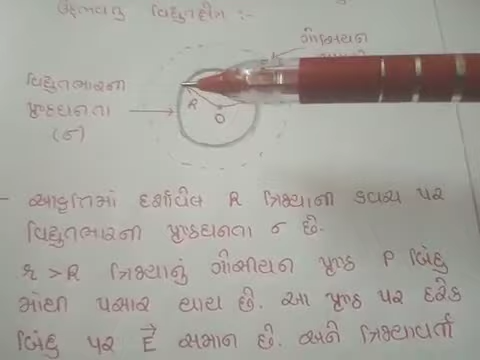 ઉદ્ભવતું વિદ્યુતક્ષેત્ર :-
ગૌસિયન
વિદ્યુતભારની
પૃષ્ઠઘનતા
(σ)
R
O
- આકૃતિમાં દર્શાવેલ R ત્રિજ્યાના કવચ પર
વિદ્યુતભારની પૃષ્ઠઘનતા σ છે.
r > R ત્રિજ્યાનું ગૌસીયન પૃષ્ઠ P બિંદુ
માંથી પસાર થાય છે. આ પૃષ્ઠ પર દરેક
બિંદુ પર E⃗ સમાન છે. અને ત્રિજ્યાવર્તી